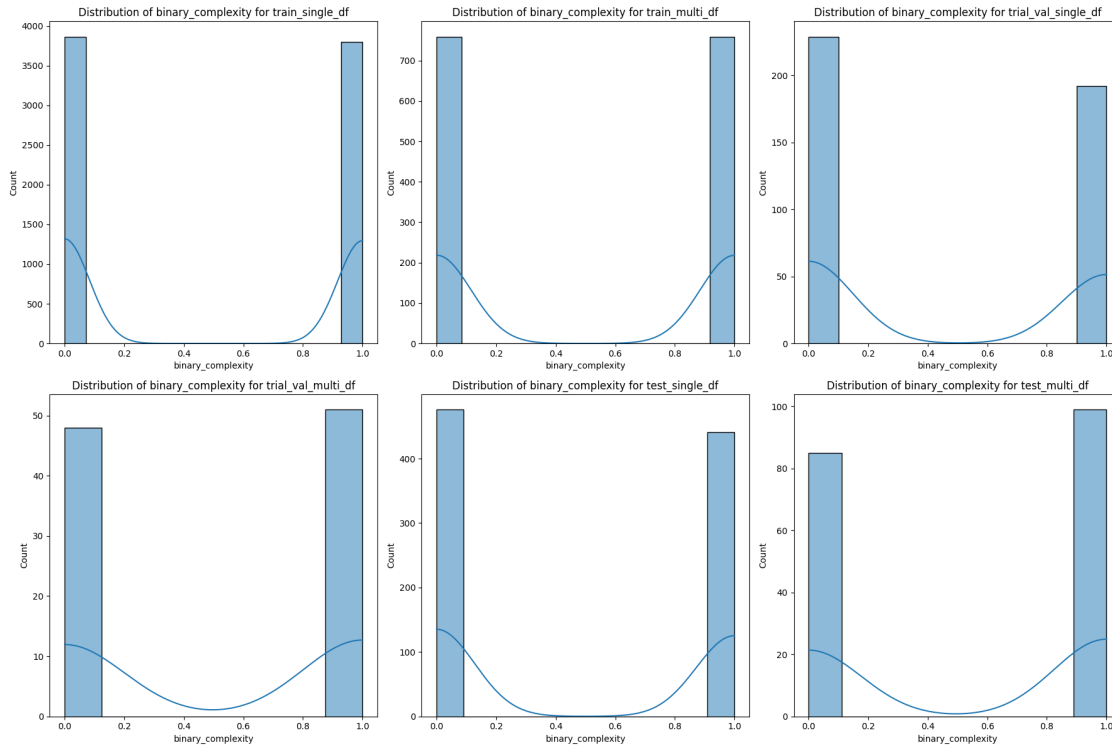 Distribution of binary_complexity for train_single_df
4000
3500
3000
2500
2000
1500
1000
500
0
Count
0.0 0.2 0.4 0.6 0.8 1.0
binary_complexity
Distribution of binary_complexity for train_multi_df
700
600
500
400
300
200
100
0
Count
0.0 0.2 0.4 0.6 0.8 1.0
binary_complexity
Distribution of binary_complexity for trial_val_single_df
200
150
100
50
0
Count
0.0 0.2 0.4 0.6 0.8 1.0
binary_complexity
Distribution of binary_complexity for trial_val_multi_df
50
40
30
20
10
0
Count
0.0 0.2 0.4 0.6 0.8 1.0
binary_complexity
Distribution of binary_complexity for test_single_df
400
300
200
100
0
Count
0.0 0.2 0.4 0.6 0.8 1.0
binary_complexity
Distribution of binary_complexity for test_multi_df
100
80
60
40
20
0
Count
0.0 0.2 0.4 0.6 0.8 1.0
binary_complexity